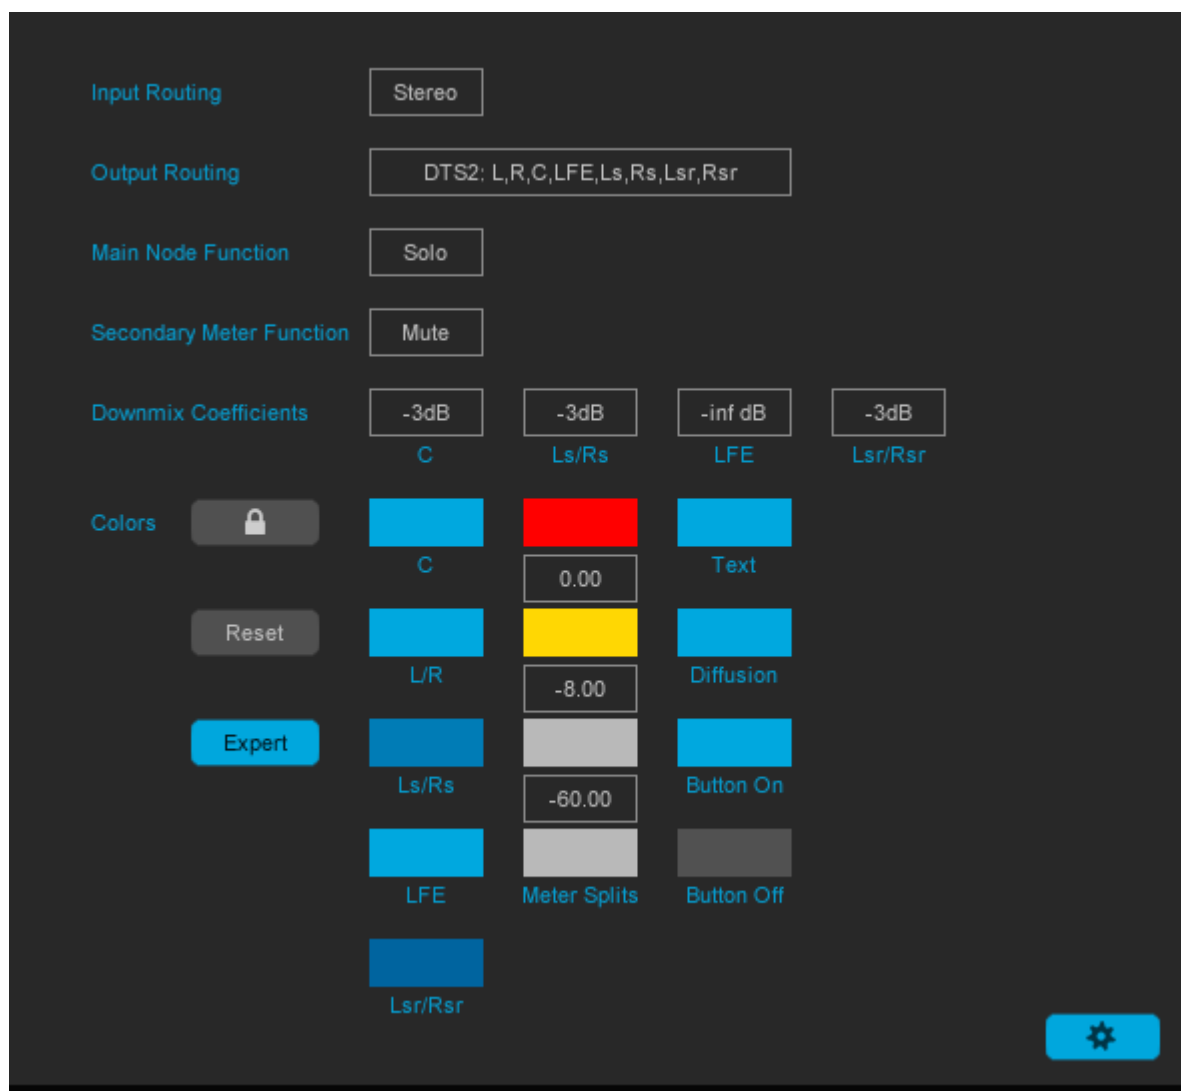 Input Routing Stereo
Output Routing DTS2: L,R,C,LFE,Ls,Rs,Lsr,Rsr
Main Node Function Solo
Secondary Meter Function Mute
Downmix Coefficients -3dB -3dB -inf dB -3dB
C Ls/Rs LFE Lsr/Rsr
Colors
C Text
0.00
Reset
L/R Diffusion
-8.00
Expert
Ls/Rs Button On
-60.00
LFE Meter Splits Button Off
Lsr/Rsr